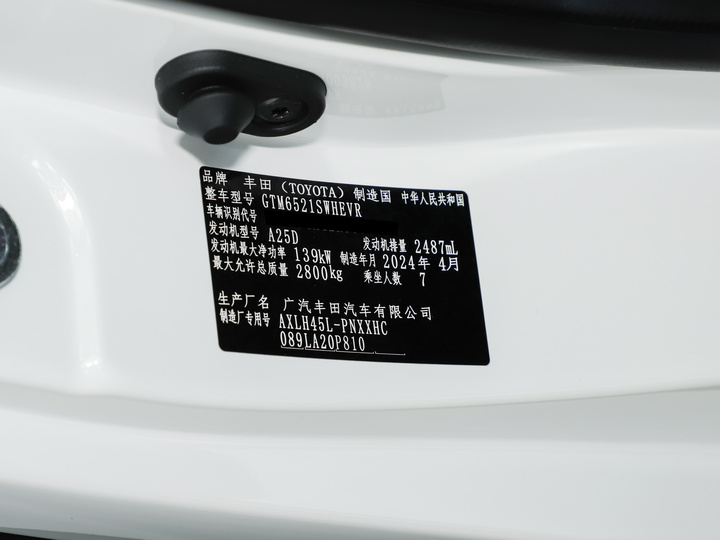 品牌 丰田（TOYOTA）制造国 中华人民共和国
整车型号 GTM6521SWHEVR
车辆识别代号
发动机型号 A25D 发动机排量 2487mL
发动机最大净功率 139kW 制造年月 2024年 4月
最大允许总质量 2800kg 乘坐人数 7
生产厂名 广汽丰田汽车有限公司
制造厂专用号 AXLH45L-PNXXHC
089LA20P810